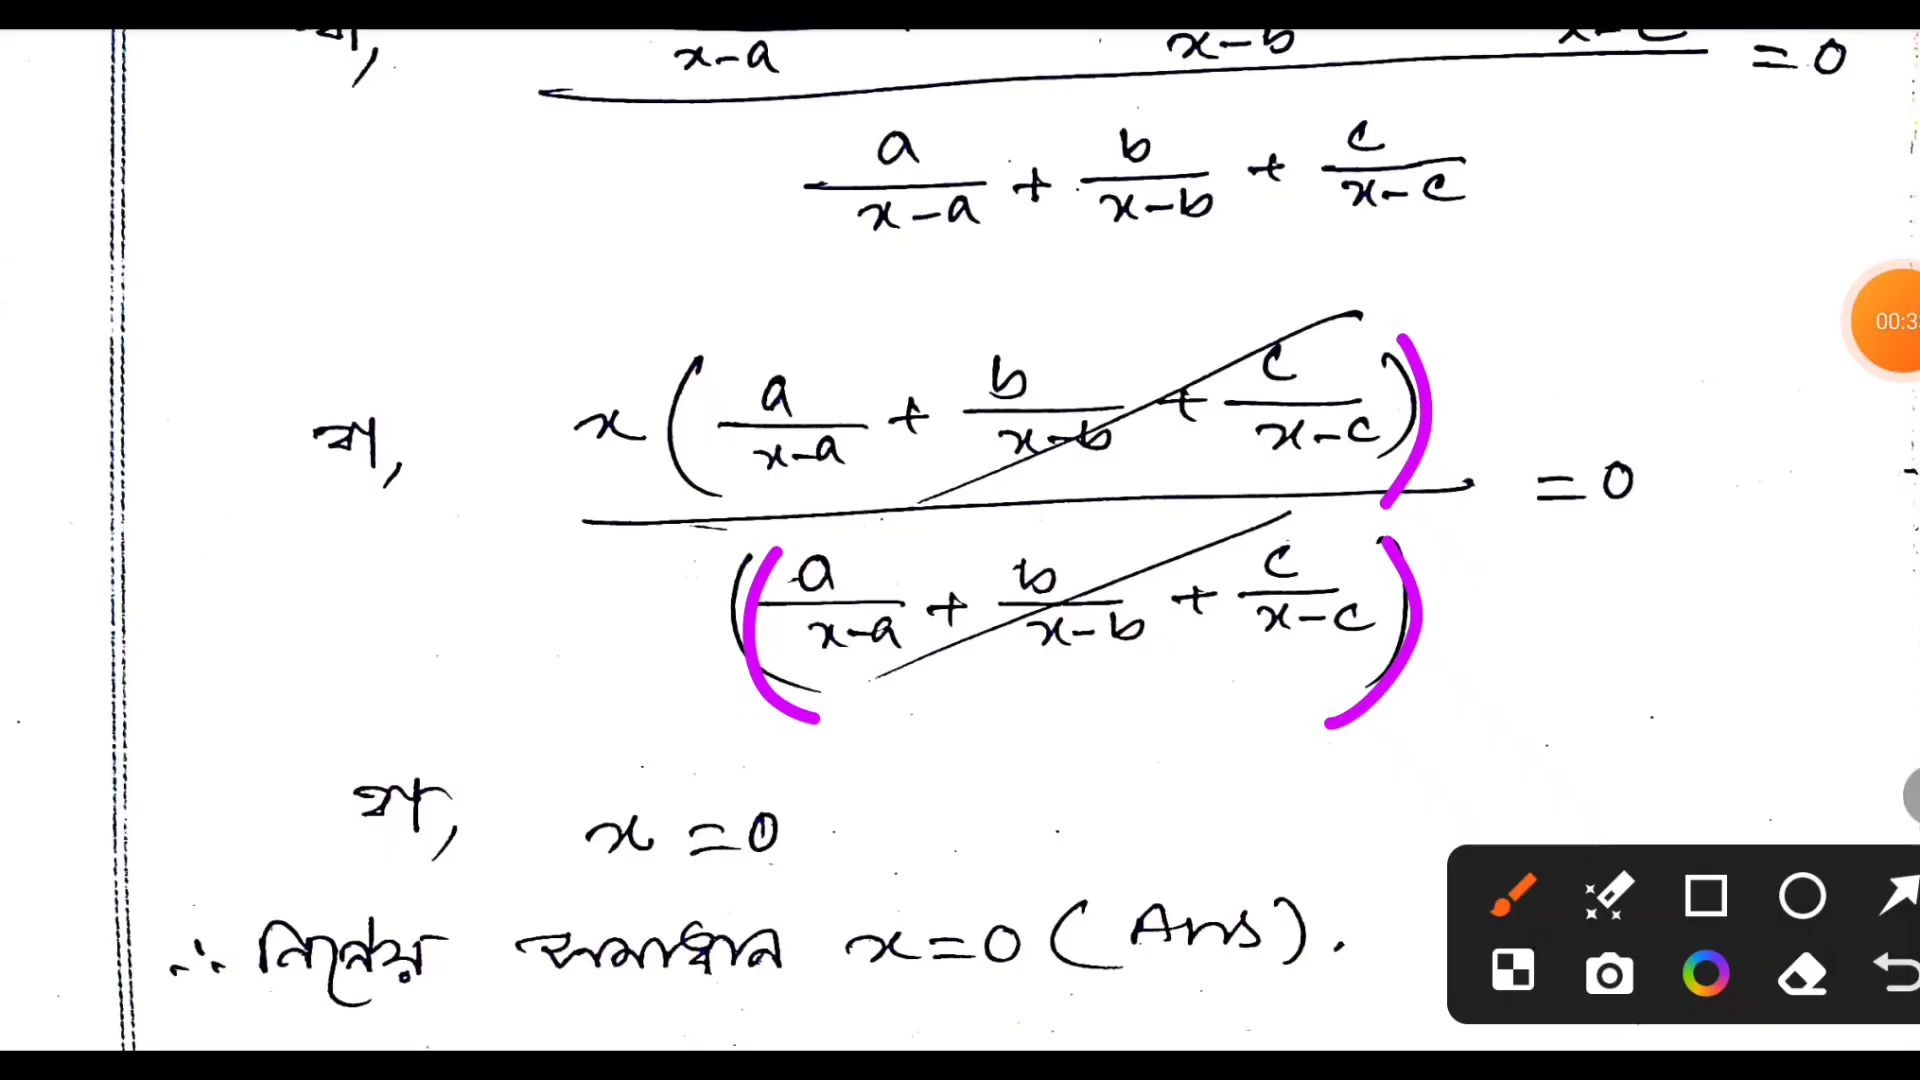 বা, x-a x-b x-c = 0
a/(x-a) + b/(x-b) + c/(x-c)
বা, x(a/(x-a) + b/(x-b) + c/(x-c)) / (a/(x-a) + b/(x-b) + c/(x-c)) = 0
00:3
বা, x = 0
∴ নির্ণেয় সমাধান x=0 (Ans).